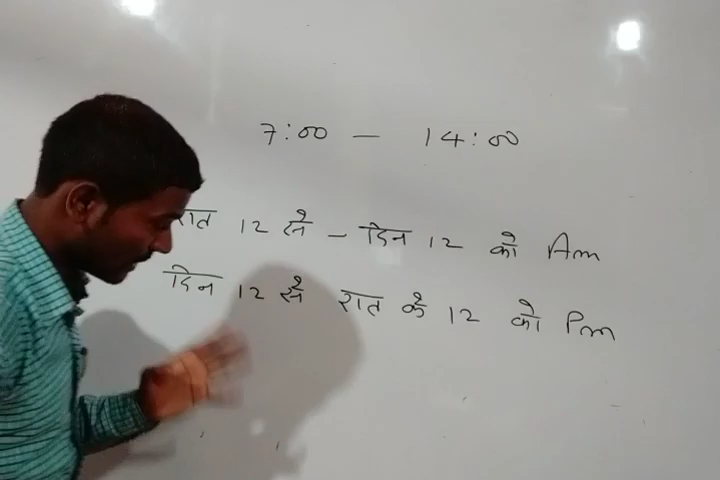 7:00 — 14:00
रात 12 से - दिन 12 को Am
दिन 12 से रात के 12 को Pm